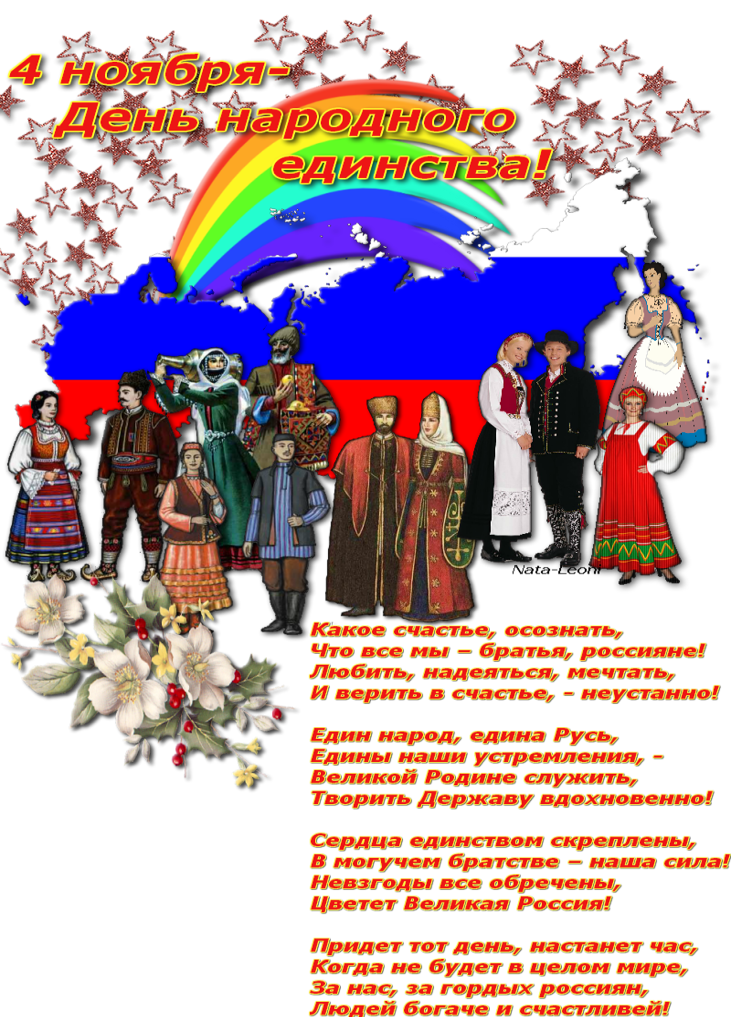 4 ноября-
День народного
единства!
Nata-Leoni
Какое счастье, осознать,
Что все мы – братья, россияне!
Любить, надеяться, мечтать,
И верить в счастье, - неустанно!
Един народ, едина Русь,
Едины наши устремления, -
Великой Родине служить,
Творить Державу вдохновенно!
Сердца единством скреплены,
В могучем братстве – наша сила!
Невзгоды все обречены,
Цветет Великая Россия!
Придет тот день, настанет час,
Когда не будет в целом мире,
За нас, за гордых россиян,
Людей богаче и счастливей!